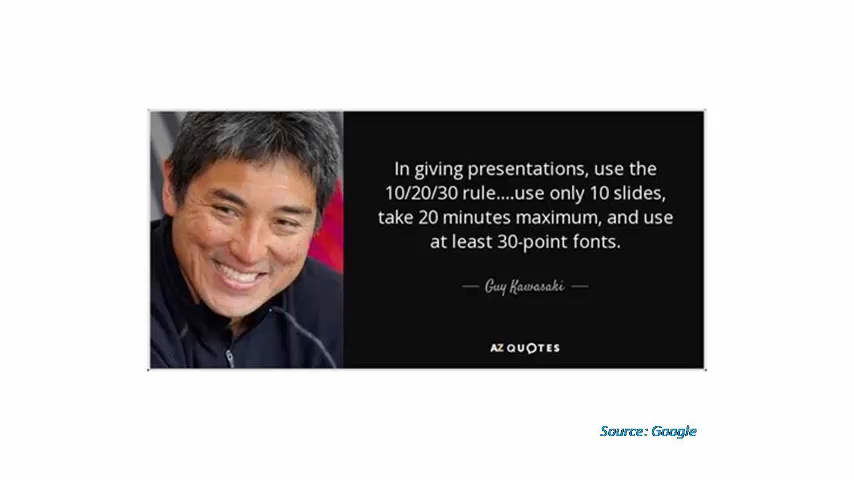 In giving presentations, use the
10/20/30 rule....use only 10 slides,
take 20 minutes maximum, and use
at least 30-point fonts.
Guy Kawasaki
AZ QUOTES
Source: Google